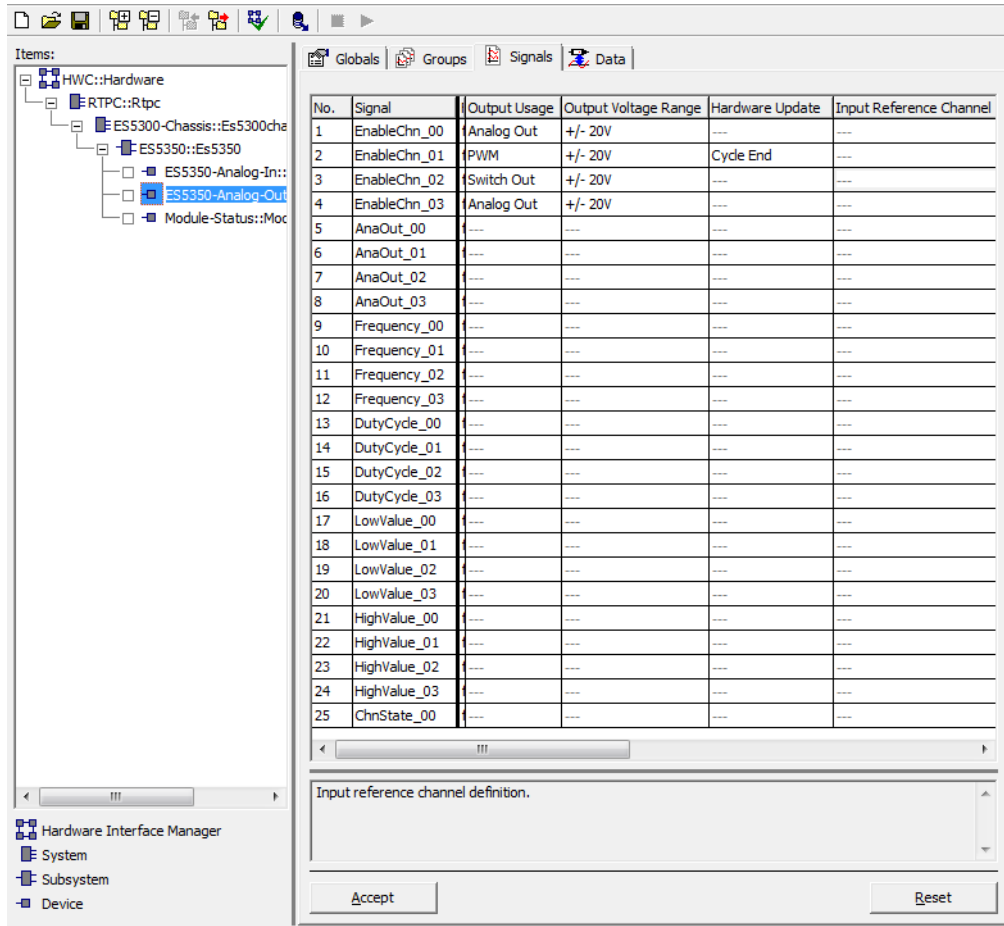 Items:
HWC::Hardware
RTPC::Rtpc
ES5300-Chassis::Es5300cha
ES5350::Es5350
ES5350-Analog-In::
ES5350-Analog-Out
Module-Status::Mod
Hardware Interface Manager
System
Subsystem
Device
Globals Groups Signals Data
No. Signal Output Usage Output Voltage Range Hardware Update Input Reference Channel
1 EnableChn_00 Analog Out +/- 20V --- ---
2 EnableChn_01 PWM +/- 20V Cycle End ---
3 EnableChn_02 Switch Out +/- 20V --- ---
4 EnableChn_03 Analog Out +/- 20V --- ---
5 AnaOut_00 --- --- --- ---
6 AnaOut_01 --- --- --- ---
7 AnaOut_02 --- --- --- ---
8 AnaOut_03 --- --- --- ---
9 Frequency_00 --- --- --- ---
10 Frequency_01 --- --- --- ---
11 Frequency_02 --- --- --- ---
12 Frequency_03 --- --- --- ---
13 DutyCycle_00 --- --- --- ---
14 DutyCycle_01 --- --- --- ---
15 DutyCycle_02 --- --- --- ---
16 DutyCycle_03 --- --- --- ---
17 LowValue_00 --- --- --- ---
18 LowValue_01 --- --- --- ---
19 LowValue_02 --- --- --- ---
20 LowValue_03 --- --- --- ---
21 HighValue_00 --- --- --- ---
22 HighValue_01 --- --- --- ---
23 HighValue_02 --- --- --- ---
24 HighValue_03 --- --- --- ---
25 ChnState_00 --- --- --- ---
Input reference channel definition.
Accept Reset